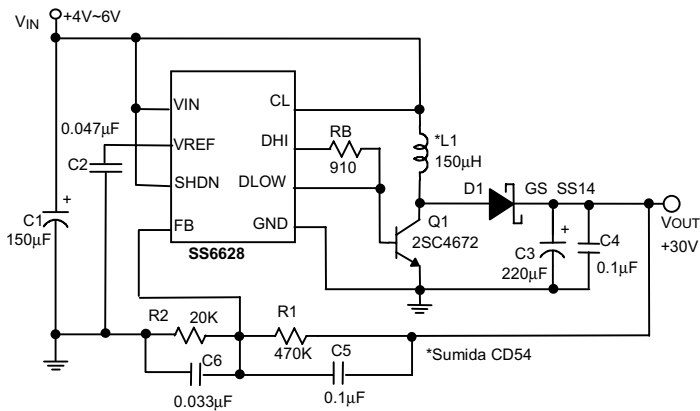 VIN
+4V~6V
VIN
CL
*L1
150µH
0.047µF
VREF
DHI
RB
910
C2
SHDN
DLOW
D1
GS SS14
C1
150µF
FB
GND
Q1
2SC4672
VOUT
+30V
SS6628
C3
220µF
C4
0.1µF
R2
20K
R1
470K
*Sumida CD54
C6
0.033µF
C5
0.1µF